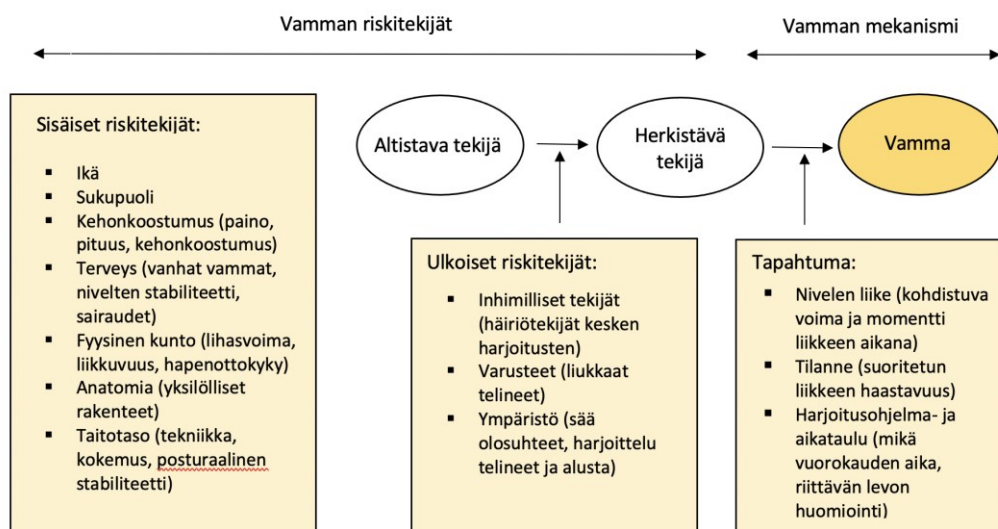 Vamman riskitekijät
Vamman mekanismi
Sisäiset riskitekijät:
▪ Ikä
▪ Sukupuoli
▪ Kehonkoostumus (paino,
pituus, kehonkoostumus)
▪ Terveys (vanhat vammat,
nivelten stabiliteetti,
sairaudet)
▪ Fyysinen kunto (lihasvoima,
liikkuvuus, hapenottokyky)
▪ Anatomia (yksilölliset
rakenteet)
▪ Taitotaso (tekniikka,
kokemus, posturaalinen
stabiliteetti)
Altistava tekijä
Herkistävä
tekijä
Vamma
Ulkoiset riskitekijät:
▪ Inhimilliset tekijät
(häiriötekijät kesken
harjoitusten)
▪ Varusteet (liukkaat
telineet)
▪ Ympäristö (sää
olosuhteet, harjoittelu
telineet ja alusta)
Tapahtuma:
▪ Nivelen liike (kohdistuva
voima ja momentti
liikkeen aikana)
▪ Tilanne (suoritetun
liikkeen haastavuus)
▪ Harjoitusohjelma- ja
aikataulu (mikä
vuorokauden aika,
riittävän levon
huomiointi)